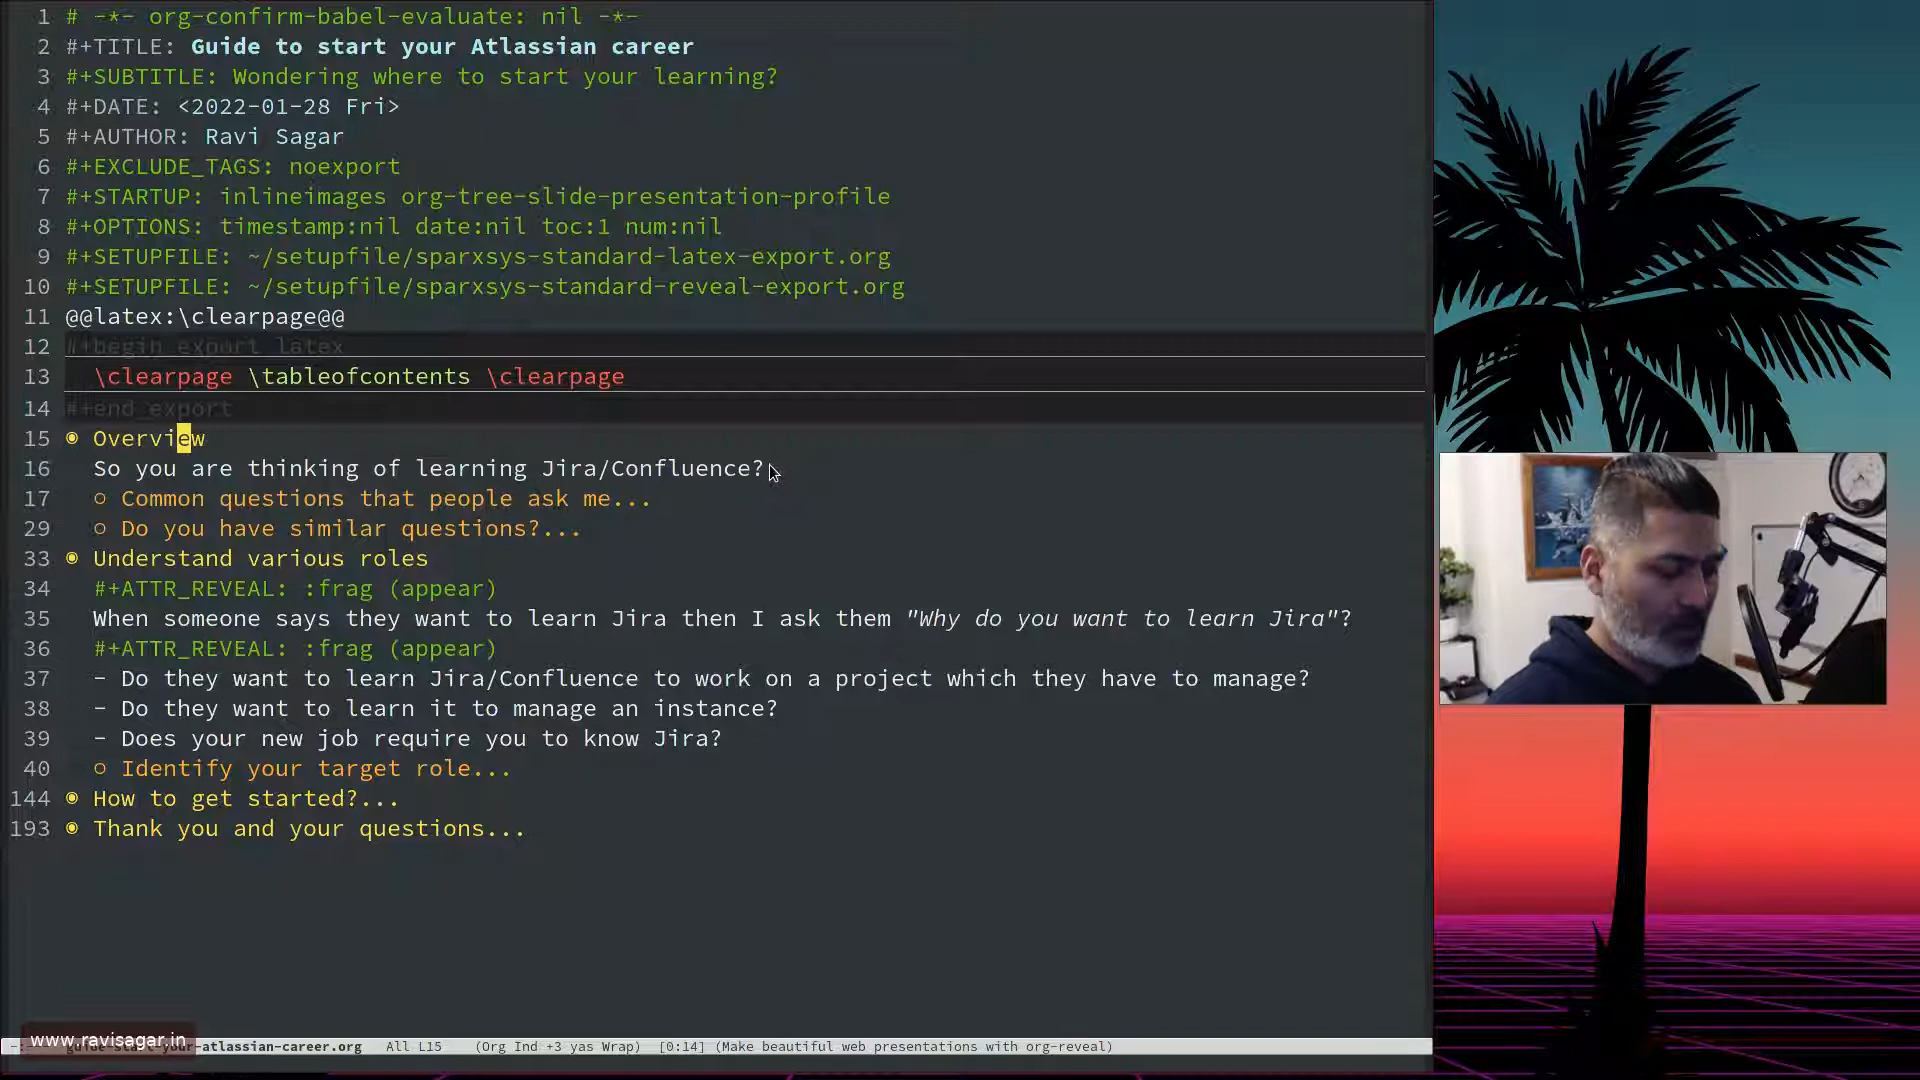 1 # -*- org-confirm-babel-evaluate: nil -*-
2 #+TITLE: Guide to start your Atlassian career
3 #+SUBTITLE: Wondering where to start your learning?
4 #+DATE: <2022-01-28 Fri>
5 #+AUTHOR: Ravi Sagar
6 #+EXCLUDE_TAGS: noexport
7 #+STARTUP: inlineimages org-tree-slide-presentation-profile
8 #+OPTIONS: timestamp:nil date:nil toc:1 num:nil
9 #+SETUPFILE: ~/setupfile/sparxsys-standard-latex-export.org
10 #+SETUPFILE: ~/setupfile/sparxsys-standard-reveal-export.org
11 @@latex:\clearpage@@
12 #+begin_export latex
13 \clearpage \tableofcontents \clearpage
14 #+end_export
15 ◉ Overview
16 So you are thinking of learning Jira/Confluence?
17 ○ Common questions that people ask me...
29 ○ Do you have similar questions?...
33 ◉ Understand various roles
34 #+ATTR_REVEAL: :frag (appear)
35 When someone says they want to learn Jira then I ask them "Why do you want to learn Jira"?
36 #+ATTR_REVEAL: :frag (appear)
37 - Do they want to learn Jira/Confluence to work on a project which they have to manage?
38 - Do they want to learn it to manage an instance?
39 - Does your new job require you to know Jira?
40 ○ Identify your target role...
144 ◉ How to get started?...
193 ◉ Thank you and your questions...
www.ravisagar.in
-atlassian-career.org All L15 (Org Ind +3 yas Wrap) [0:14] (Make beautiful web presentations with org-reveal)